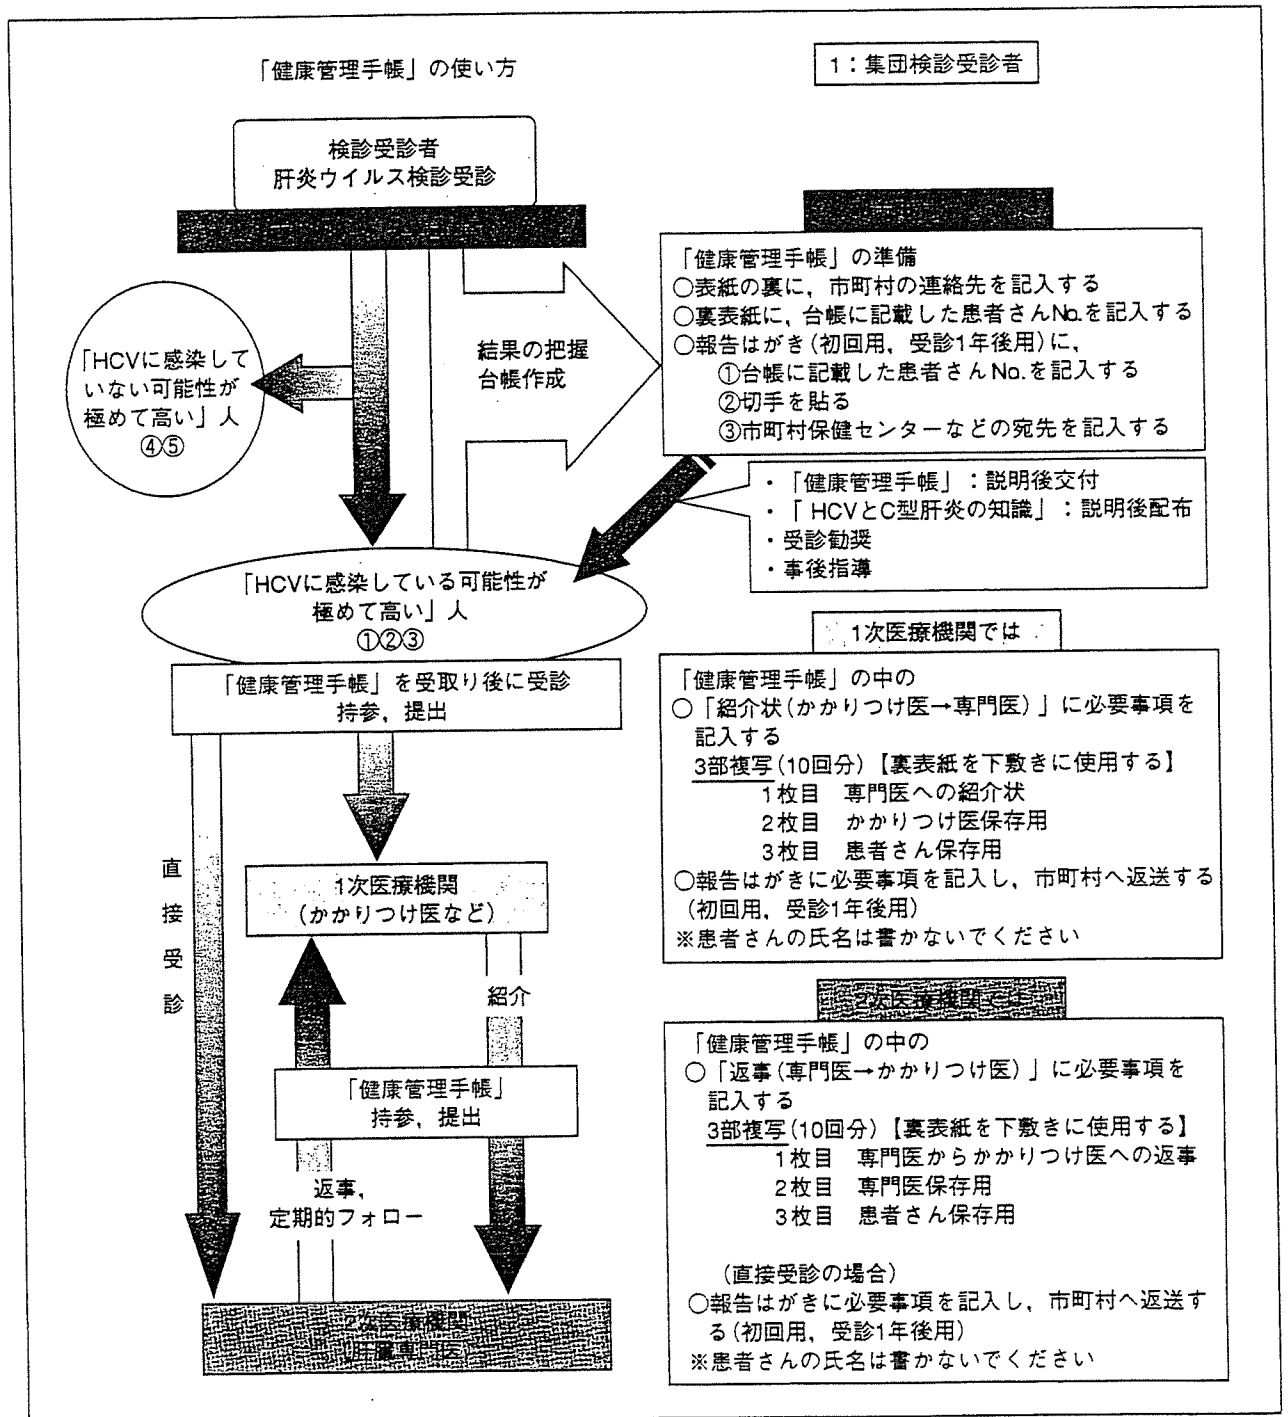 「健康管理手帳」の使い方
1：集団検診受診者
検診受診者
肝炎ウイルス検診受診
「HCVに感染して
いない可能性が
極めて高い」人
④⑤
結果の把握
台帳作成
「健康管理手帳」の準備
○表紙の裏に，市町村の連絡先を記入する
○裏表紙に，台帳に記載した患者さんNo.を記入する
○報告はがき（初回用，受診1年後用）に，
①台帳に記載した患者さんNo.を記入する
②切手を貼る
③市町村保健センターなどの宛先を記入する
・「健康管理手帳」：説明後交付
・「HCVとC型肝炎の知識」：説明後配布
・受診勧奨
・事後指導
「HCVに感染している可能性が
極めて高い」人
①②③
「健康管理手帳」を受取り後に受診
持参，提出
直接受診
1次医療機関
（かかりつけ医など）
紹介
「健康管理手帳」
持参，提出
返事，
定期的フォロー
2次医療機関
肝臓専門医
1次医療機関では
「健康管理手帳」の中の
○「紹介状（かかりつけ医→専門医）」に必要事項を
記入する
3部複写（10回分）【裏表紙を下敷きに使用する】
1枚目　専門医への紹介状
2枚目　かかりつけ医保存用
3枚目　患者さん保存用
○報告はがきに必要事項を記入し，市町村へ返送する
（初回用，受診1年後用）
※患者さんの氏名は書かないでください
2次医療機関では
「健康管理手帳」の中の
○「返事（専門医→かかりつけ医）」に必要事項を
記入する
3部複写（10回分）【裏表紙を下敷きに使用する】
1枚目　専門医からかかりつけ医への返事
2枚目　専門医保存用
3枚目　患者さん保存用
（直接受診の場合）
○報告はがきに必要事項を記入し，市町村へ返送す
る（初回用，受診1年後用）
※患者さんの氏名は書かないでください